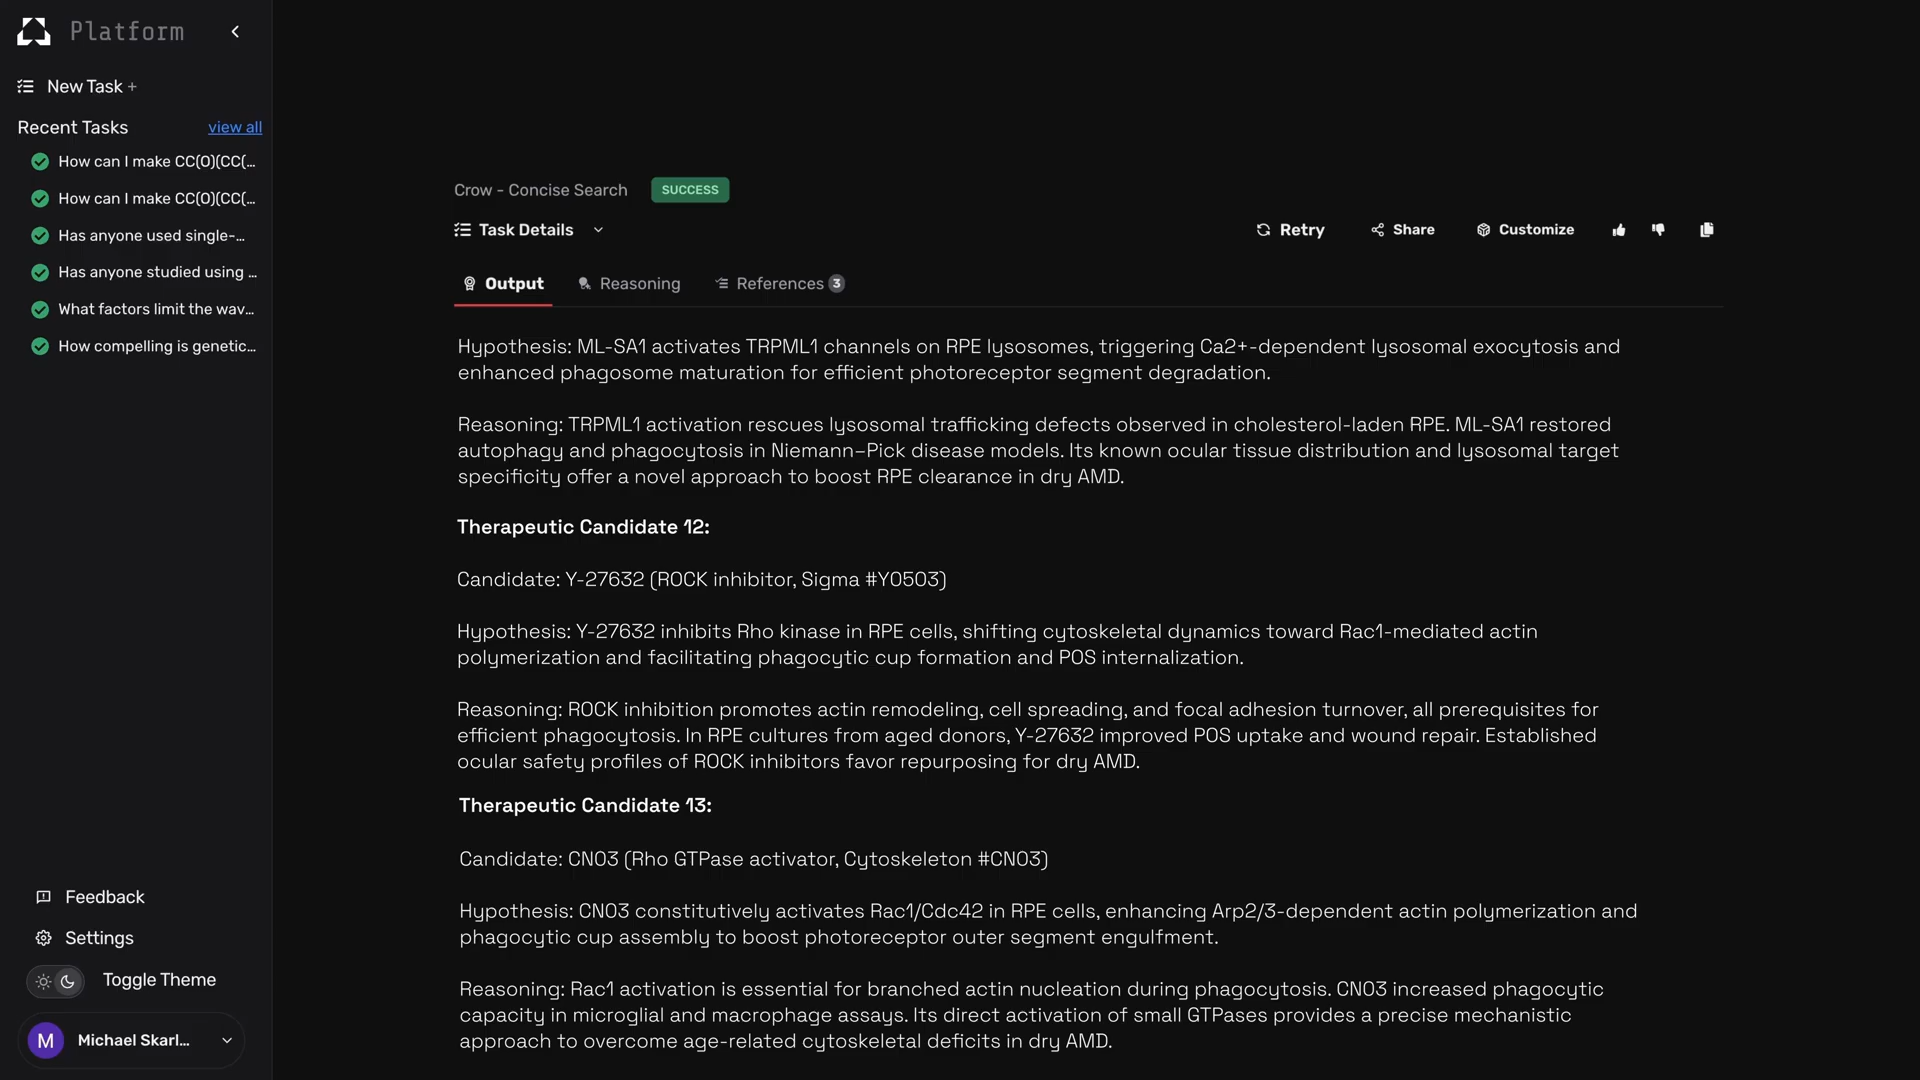 Platform
New Task +
Recent Tasks view all
How can I make CC(O)(CC(...
How can I make CC(O)(CC(...
Has anyone used single-...
Has anyone studied using ...
What factors limit the wav...
How compelling is genetic...
Feedback
Settings
Toggle Theme
M Michael Skarl...
Crow - Concise Search SUCCESS
Task Details Retry Share Customize
Output Reasoning References 3
Hypothesis: ML-SA1 activates TRPML1 channels on RPE lysosomes, triggering Ca2+-dependent lysosomal exocytosis and
enhanced phagosome maturation for efficient photoreceptor segment degradation.
Reasoning: TRPML1 activation rescues lysosomal trafficking defects observed in cholesterol-laden RPE. ML-SA1 restored
autophagy and phagocytosis in Niemann–Pick disease models. Its known ocular tissue distribution and lysosomal target
specificity offer a novel approach to boost RPE clearance in dry AMD.
Therapeutic Candidate 12:
Candidate: Y-27632 (ROCK inhibitor, Sigma #Y0503)
Hypothesis: Y-27632 inhibits Rho kinase in RPE cells, shifting cytoskeletal dynamics toward Rac1-mediated actin
polymerization and facilitating phagocytic cup formation and POS internalization.
Reasoning: ROCK inhibition promotes actin remodeling, cell spreading, and focal adhesion turnover, all prerequisites for
efficient phagocytosis. In RPE cultures from aged donors, Y-27632 improved POS uptake and wound repair. Established
ocular safety profiles of ROCK inhibitors favor repurposing for dry AMD.
Therapeutic Candidate 13:
Candidate: CN03 (Rho GTPase activator, Cytoskeleton #CN03)
Hypothesis: CN03 constitutively activates Rac1/Cdc42 in RPE cells, enhancing Arp2/3-dependent actin polymerization and
phagocytic cup assembly to boost photoreceptor outer segment engulfment.
Reasoning: Rac1 activation is essential for branched actin nucleation during phagocytosis. CN03 increased phagocytic
capacity in microglial and macrophage assays. Its direct activation of small GTPases provides a precise mechanistic
approach to overcome age-related cytoskeletal deficits in dry AMD.